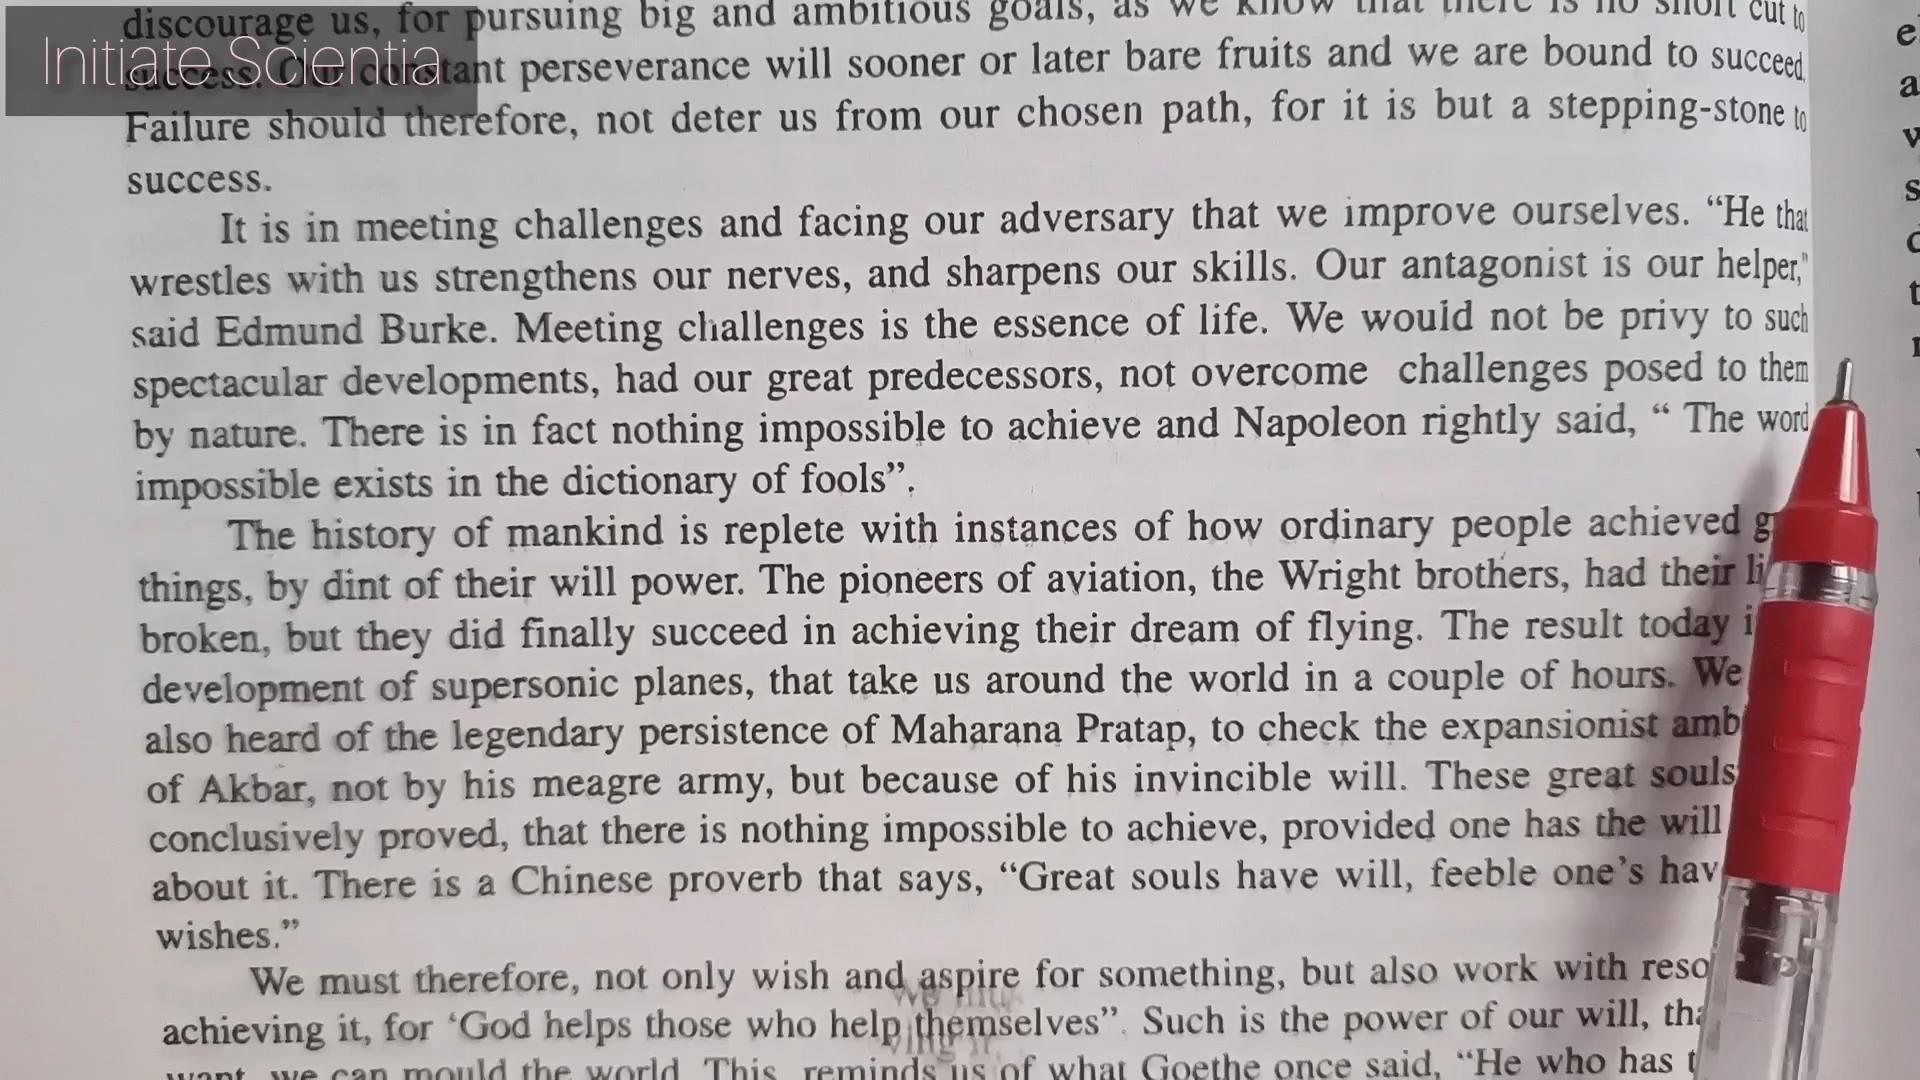 Initiate Scientia
discourage us, for pursuing big and ambitious goals, as we know that there is no short cut to
success. Our constant perseverance will sooner or later bare fruits and we are bound to succeed.
Failure should therefore, not deter us from our chosen path, for it is but a stepping-stone to
success.
It is in meeting challenges and facing our adversary that we improve ourselves. “He that
wrestles with us strengthens our nerves, and sharpens our skills. Our antagonist is our helper,"
said Edmund Burke. Meeting challenges is the essence of life. We would not be privy to such
spectacular developments, had our great predecessors, not overcome challenges posed to them
by nature. There is in fact nothing impossible to achieve and Napoleon rightly said, “ The word
impossible exists in the dictionary of fools”.
The history of mankind is replete with instances of how ordinary people achieved
things, by dint of their will power. The pioneers of aviation, the Wright brothers, had their
broken, but they did finally succeed in achieving their dream of flying. The result today
development of supersonic planes, that take us around the world in a couple of hours. We
also heard of the legendary persistence of Maharana Pratap, to check the expansionist
of Akbar, not by his meagre army, but because of his invincible will. These great souls
conclusively proved, that there is nothing impossible to achieve, provided one has the will
about it. There is a Chinese proverb that says, “Great souls have will, feeble one’s
wishes.”
We must therefore, not only wish and aspire for something, but also work with
achieving it, for ‘God helps those who help themselves”. Such is the power of our will,
want, we can mould the world. This reminds us of what Goethe once said, “He who has